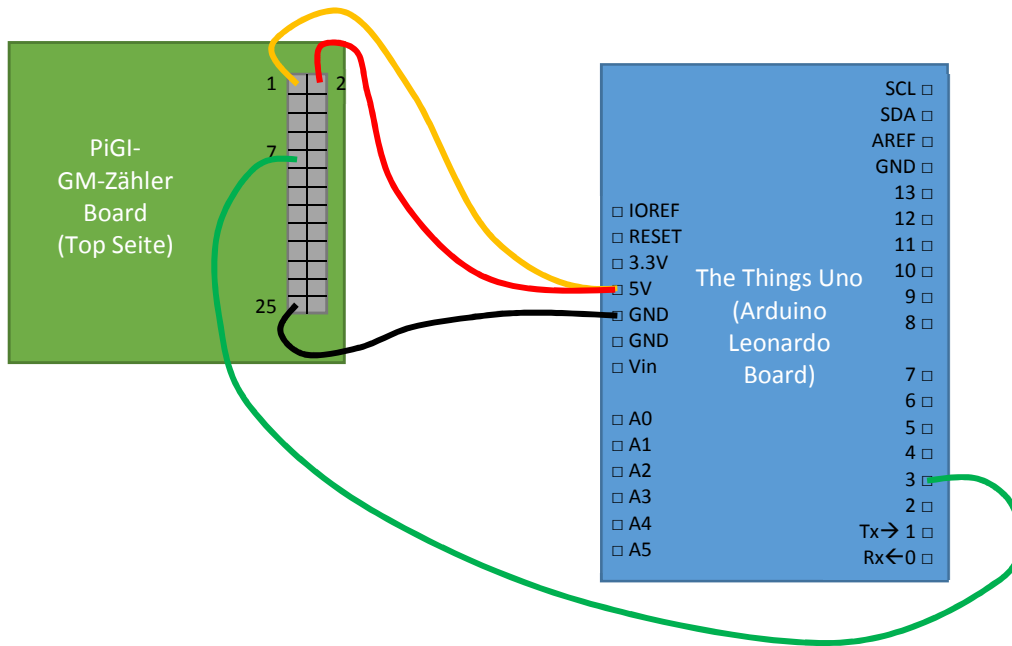 1
2
7
25
PiGI-
GM-Zähler
Board
(Top Seite)
IOREF
RESET
3.3V
5V
GND
GND
Vin
A0
A1
A2
A3
A4
A5
The Things Uno
(Arduino
Leonardo
Board)
SCL
SDA
AREF
GND
13
12
11
10
9
8
7
6
5
4
3
2
Tx→ 1
Rx←0